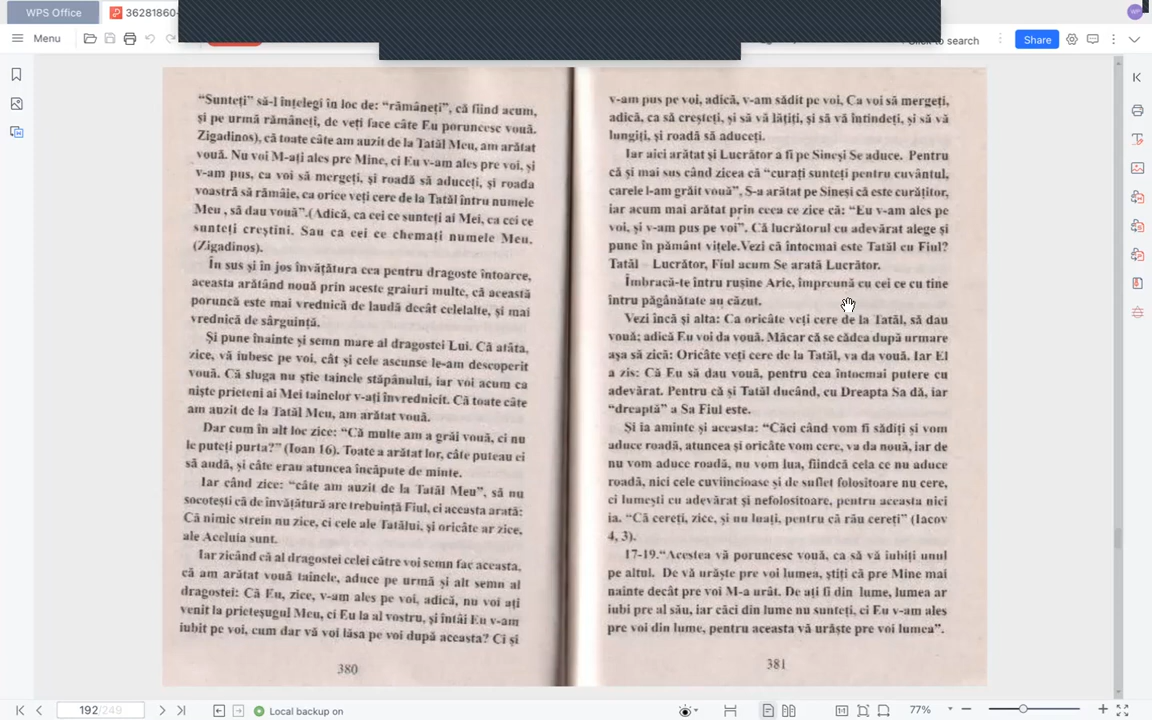 WPS Office
36281860-
Menu
Click to search
Share
“Sunteți” să-l înțelegi în loc de: “rămâneți”, că fiind acum,
și pe urmă rămâneți, de veți face câte Eu poruncesc vouă.
Zigadinos), că toate câte am auzit de la Tatăl Meu, am arătat
vouă. Nu voi M-ați ales pre Mine, ci Eu v-am ales pre voi, și
v-am pus, ca voi să mergeți, și roadă să aduceți, și roada
voastră să rămâie, ca orice veți cere de la Tatăl întru numele
Meu , să dau vouă”.(Adică, ca cei ce sunteți ai Mei, ca cei ce
sunteți creștini. Sau ca cei ce chemați numele Meu.
(Zigadinos).
În sus și în jos învățătura cea pentru dragoste întoarce,
aceasta arătând nouă prin aceste graiuri multe, că această
poruncă este mai vrednică de laudă decât celelalte, și mai
vrednică de sârguință.
Și pune înainte și semn mare al dragostei Lui. Că atâta,
zice, vă iubesc pe voi, cât și cele ascunse le-am descoperit
vouă. Că sluga nu știe tainele stăpânului, iar voi acum ca
niște prieteni ai Mei tainelor v-ați învrednicit. Că toate câte
am auzit de la Tatăl Meu, am arătat vouă.
Dar cum în alt loc zice: “Că multe am a grăi vouă, ci nu
le puteți purta?” (Ioan 16). Toate a arătat lor, câte puteau ei
să audă, și câte erau atuncea încăpute de minte.
Iar când zice: “câte am auzit de la Tatăl Meu”, să nu
socotești că de învățătură are trebuință Fiul, ci aceasta arată:
Că nimic strein nu zice, ci cele ale Tatălui, și oricâte ar zice,
ale Aceluia sunt.
Iar zicând că al dragostei celei către voi semn fac aceasta,
că am arătat vouă tainele, aduce pe urmă și alt semn al
dragostei: Că Eu, zice, v-am ales pe voi, adică, nu voi ați
venit la prieteșugul Meu, ci Eu la al vostru, și întâi Eu v-am
iubit pe voi, cum dar vă voi lăsa pe voi după aceasta? Ci și
380
v-am pus pe voi, adică, v-am sădit pe voi, Ca voi să mergeți,
adică, ca să creșteți, și să vă lățiți, și să vă întindeți, și să vă
lungiți, și roadă să aduceți.
Iar aici arătat și Lucrător a fi pe Sineși Se aduce. Pentru
că și mai sus când zicea că “curați sunteți pentru cuvântul,
carele l-am grăit vouă”, S-a arătat pe Sineși că este curățitor,
iar acum mai arătat prin ceea ce zice că: “Eu v-am ales pe
voi, și v-am pus pe voi”. Că lucrătorul cu adevărat alege și
pune în pământ vițele.Vezi că întocmai este Tatăl cu Fiul?
Tatăl Lucrător, Fiul acum Se arată Lucrător.
Îmbracă-te întru rușine Arie, împreună cu cei ce cu tine
întru păgânătate au căzut.
Vezi încă și alta: Ca oricâte veți cere de la Tatăl, să dau
vouă; adică Eu voi da vouă. Măcar că se cădea după urmare
așa să zică: Oricâte veți cere de la Tatăl, va da vouă. Iar El
a zis: Că Eu să dau vouă, pentru cea întocmai putere cu
adevărat. Pentru că și Tatăl ducând, cu Dreapta Sa dă, iar
“dreaptă” a Sa Fiul este.
Și ia aminte și aceasta: “Căci când vom fi sădiți și vom
aduce roadă, atuncea și oricâte vom cere, va da nouă, iar de
nu vom aduce roadă, nu vom lua, fiindcă cela ce nu aduce
roadă, nici cele cuviincioase și de suflet folositoare nu cere,
ci lumești cu adevărat și nefolositoare, pentru aceasta nici
ia. “Că cereți, zice, și nu luați, pentru că rău cereți” (Iacov
4, 3).
17-19.“Acestea vă poruncesc vouă, ca să vă iubiți unul
pe altul. De vă urăște pre voi lumea, știți că pre Mine mai
nainte decât pre voi M-a urât. De ați fi din lume, lumea ar
iubi pre al său, iar căci din lume nu sunteți, ci Eu v-am ales
pre voi din lume, pentru aceasta vă urăște pre voi lumea”.
381
192/249
Local backup on
77%